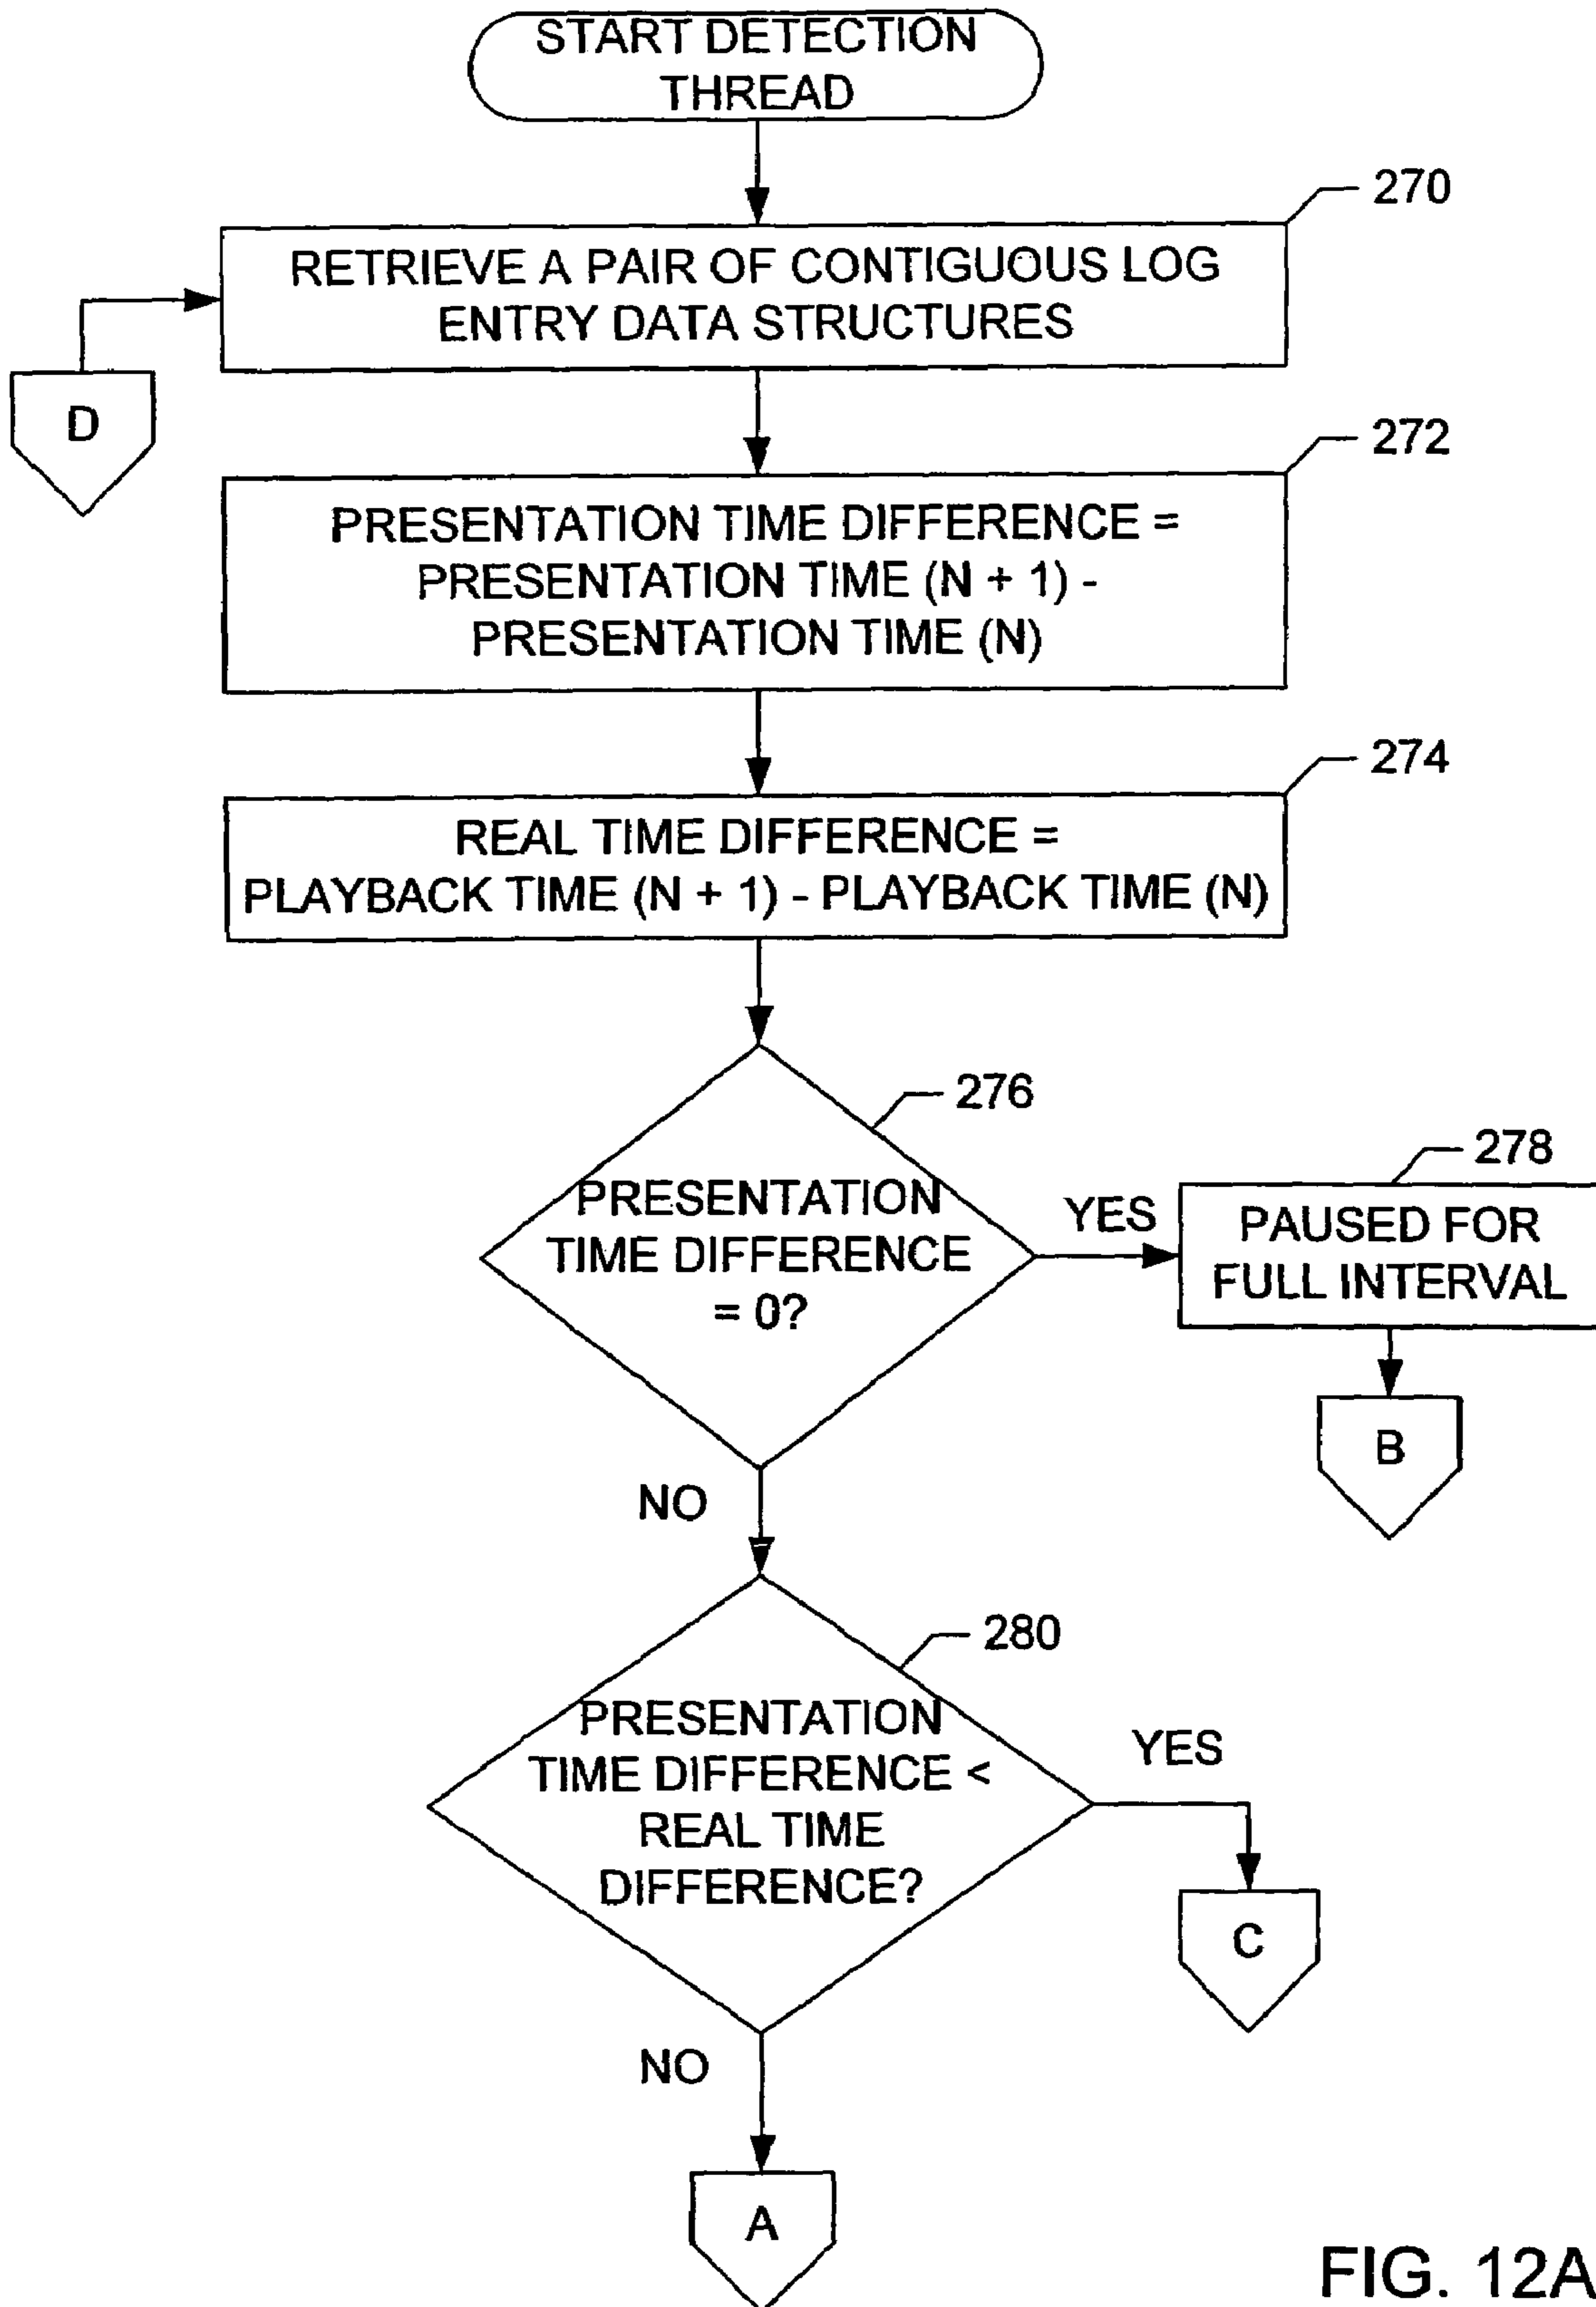 START DETECTION
THREAD
270
RETRIEVE A PAIR OF CONTIGUOUS LOG
ENTRY DATA STRUCTURES
D
272
PRESENTATION TIME DIFFERENCE =
PRESENTATION TIME (N + 1) -
PRESENTATION TIME (N)
274
REAL TIME DIFFERENCE =
PLAYBACK TIME (N + 1) - PLAYBACK TIME (N)
276
PRESENTATION
TIME DIFFERENCE
= 0?
YES
278
PAUSED FOR
FULL INTERVAL
B
NO
280
PRESENTATION
TIME DIFFERENCE <
REAL TIME
DIFFERENCE?
YES
C
NO
A
FIG. 12A